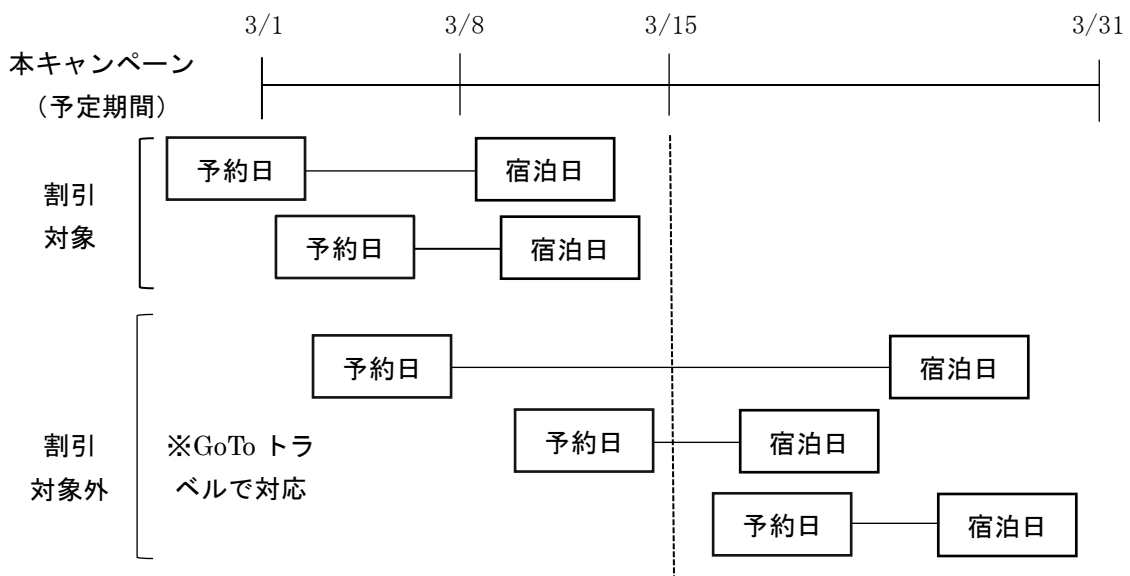 3/1 3/8 3/15 3/31
本キャンペーン
（予定期間）
予約日 宿泊日
割引
対象
予約日 宿泊日
予約日 宿泊日
割引
対象外
※GoTo トラ
ベルで対応
予約日 宿泊日
予約日 宿泊日